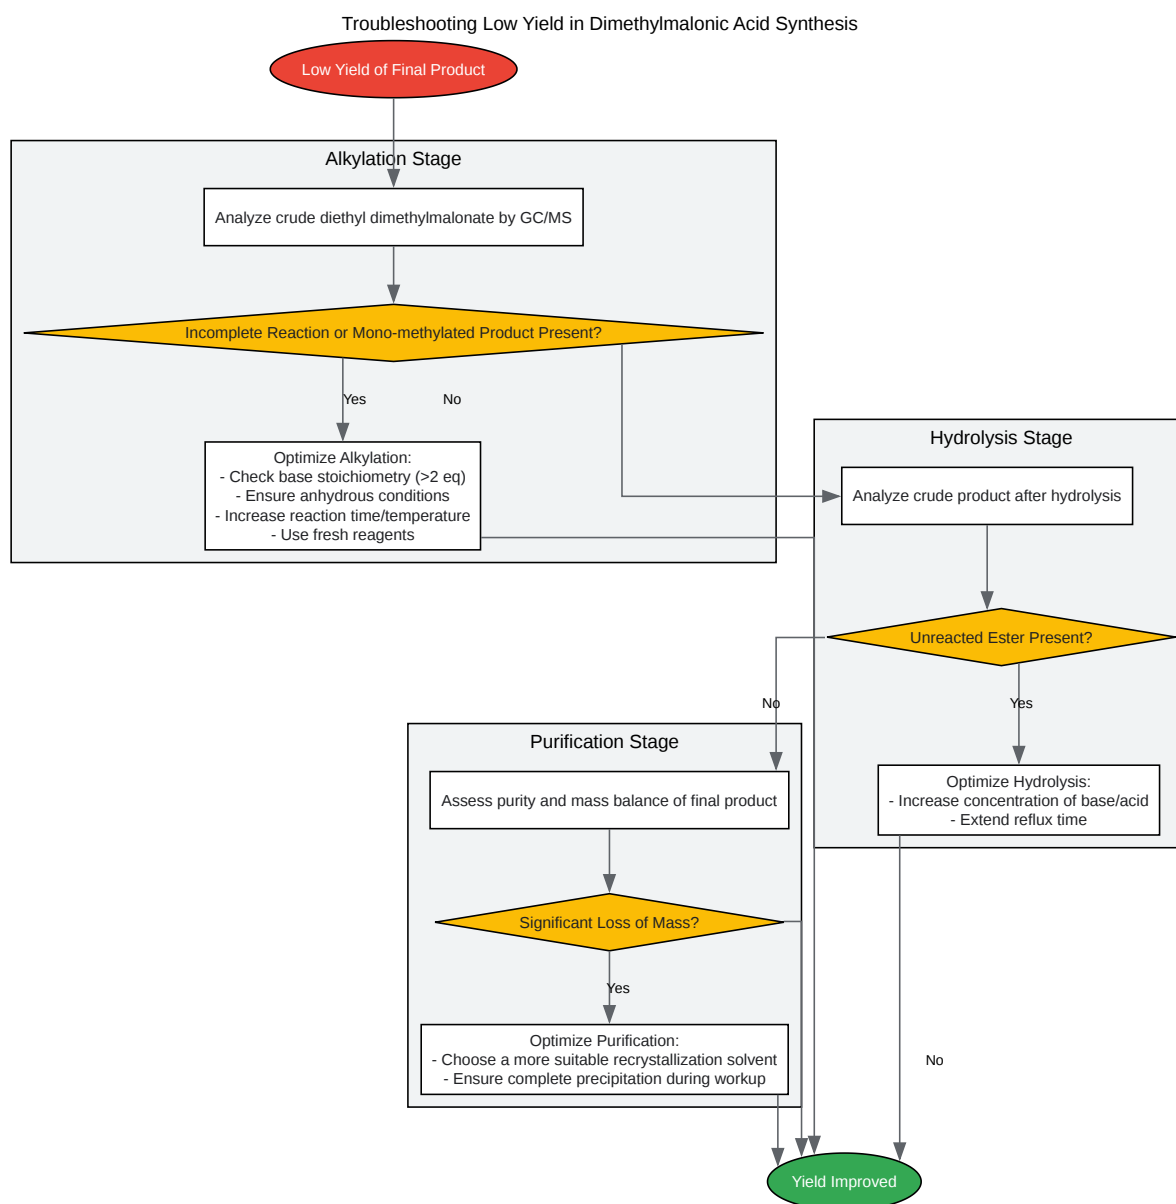 Troubleshooting Low Yield in Dimethylmalonic Acid Synthesis
Low Yield of Final Product
Alkylation Stage
Analyze crude diethyl dimethylmalonate by GC/MS
Incomplete Reaction or Mono-methylated Product Present?
Yes
No
Optimize Alkylation:
- Check base stoichiometry (>2 eq)
- Ensure anhydrous conditions
- Increase reaction time/temperature
- Use fresh reagents
Hydrolysis Stage
Analyze crude product after hydrolysis
Unreacted Ester Present?
No
Yes
Optimize Hydrolysis:
- Increase concentration of base/acid
- Extend reflux time
Purification Stage
Assess purity and mass balance of final product
Significant Loss of Mass?
Yes
Optimize Purification:
- Choose a more suitable recrystallization solvent
- Ensure complete precipitation during workup
No
Yield Improved